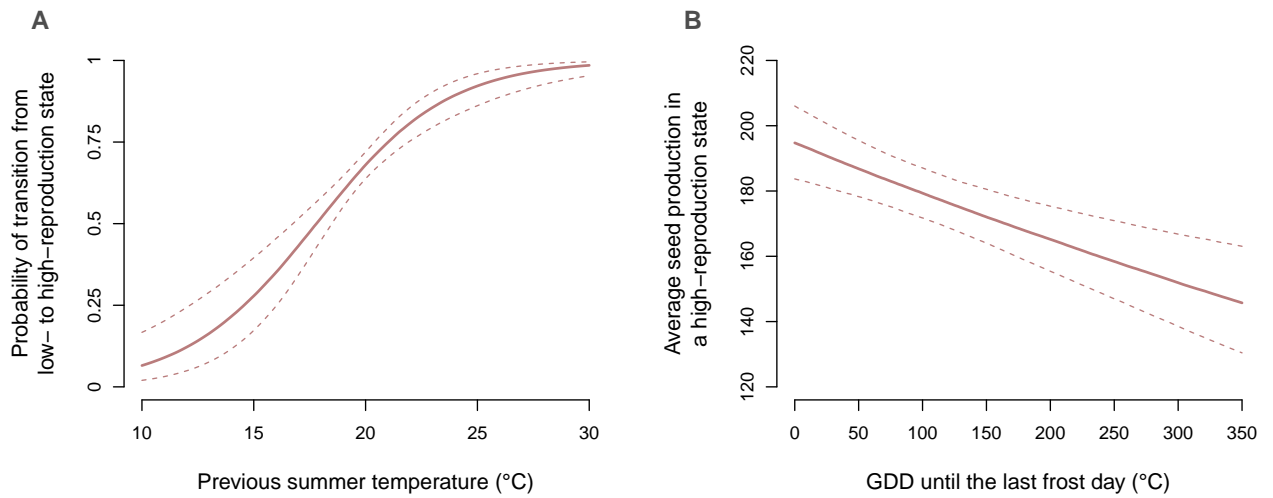 A
Probability of transition from
low− to high−reproduction state
1
0.75
0.5
0.25
0
10 15 20 25 30
Previous summer temperature (°C)
B
Average seed production in
a high−reproduction state
220
200
180
160
140
120
0 50 100 150 200 250 300 350
GDD until the last frost day (°C)